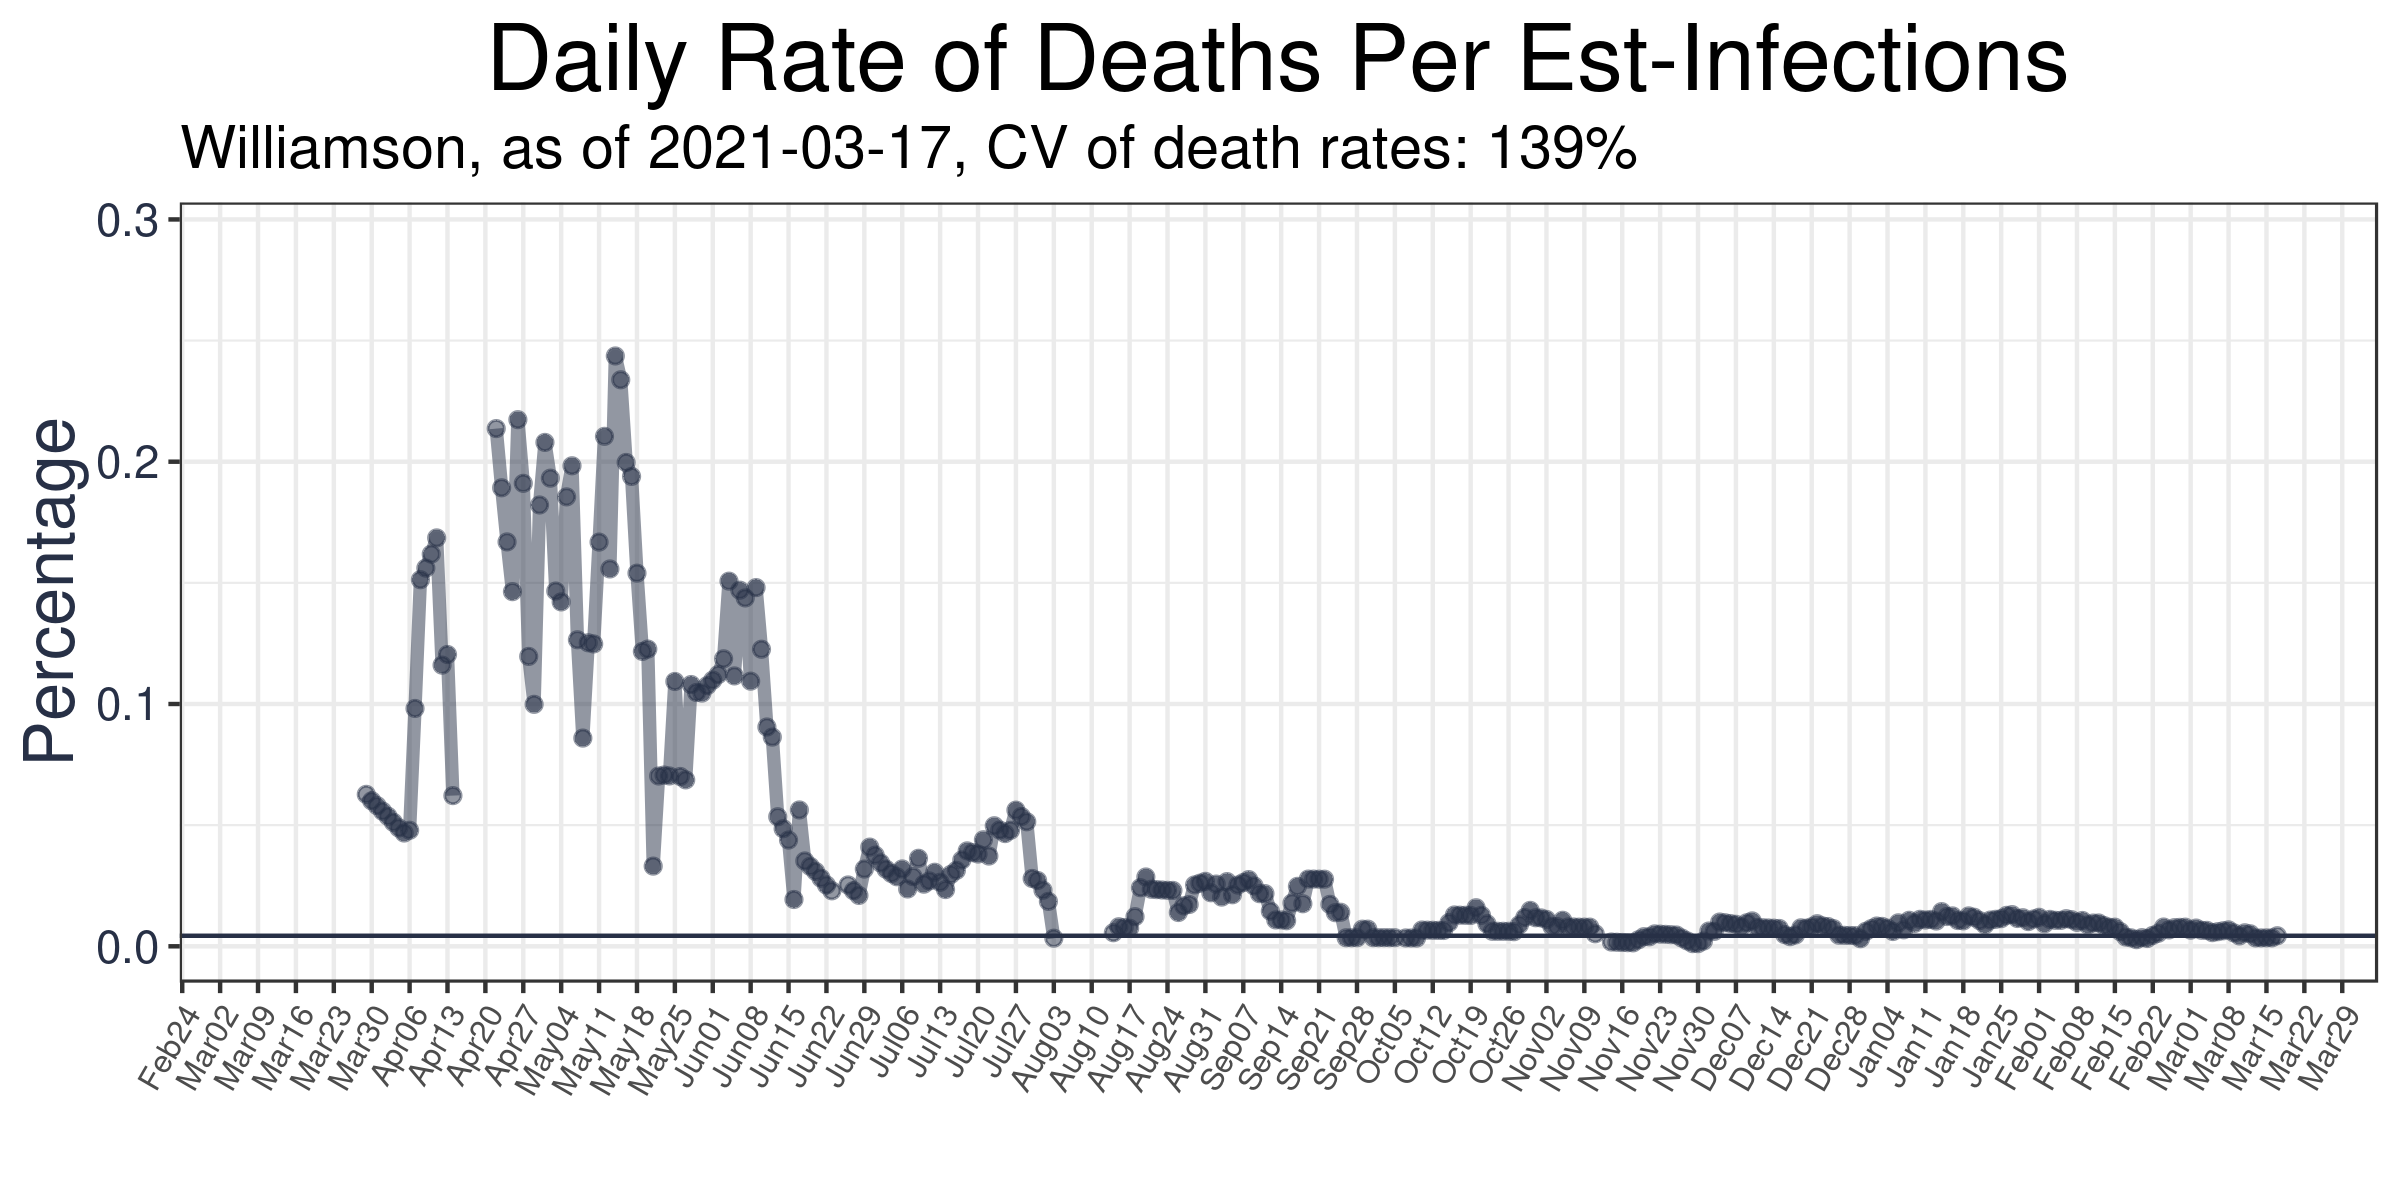 Daily Rate of Deaths Per Est-Infections
Williamson, as of 2021-03-17, CV of death rates: 139%
Percentage
0.3
0.2
0.1
0.0
Feb24 Mar02 Mar09 Mar16 Mar23 Mar30 Apr06 Apr13 Apr20 Apr27 May04 May11 May18 May25 Jun01 Jun08 Jun15 Jun22 Jun29 Jul06 Jul13 Jul20 Jul27 Aug03 Aug10 Aug17 Aug24 Aug31 Sep07 Sep14 Sep21 Sep28 Oct05 Oct12 Oct19 Oct26 Nov02 Nov09 Nov16 Nov23 Nov30 Dec07 Dec14 Dec21 Dec28 Jan04 Jan11 Jan18 Jan25 Feb01 Feb08 Feb15 Feb22 Mar01 Mar08 Mar15 Mar22 Mar29